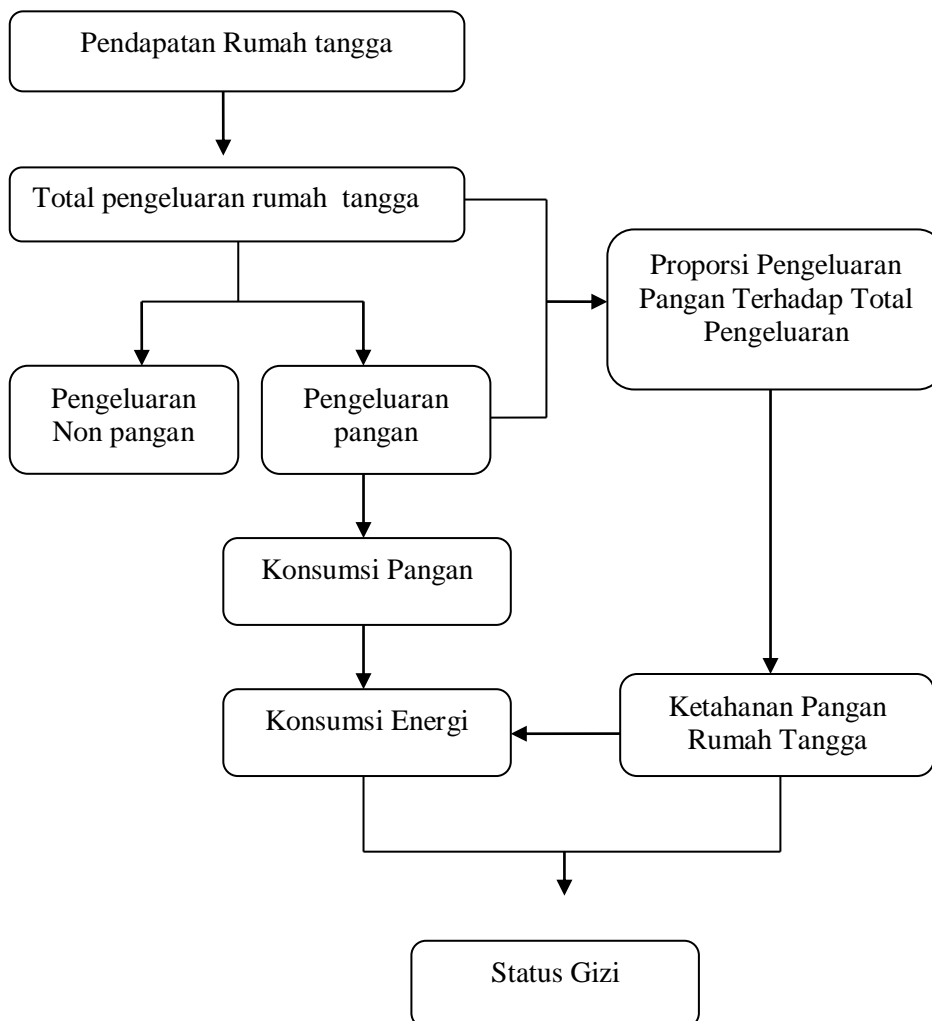 Pendapatan Rumah tangga
Total pengeluaran rumah tangga
Proporsi Pengeluaran
Pangan Terhadap Total
Pengeluaran
Pengeluaran
Non pangan
Pengeluaran
pangan
Konsumsi Pangan
Konsumsi Energi
Ketahanan Pangan
Rumah Tangga
Status Gizi